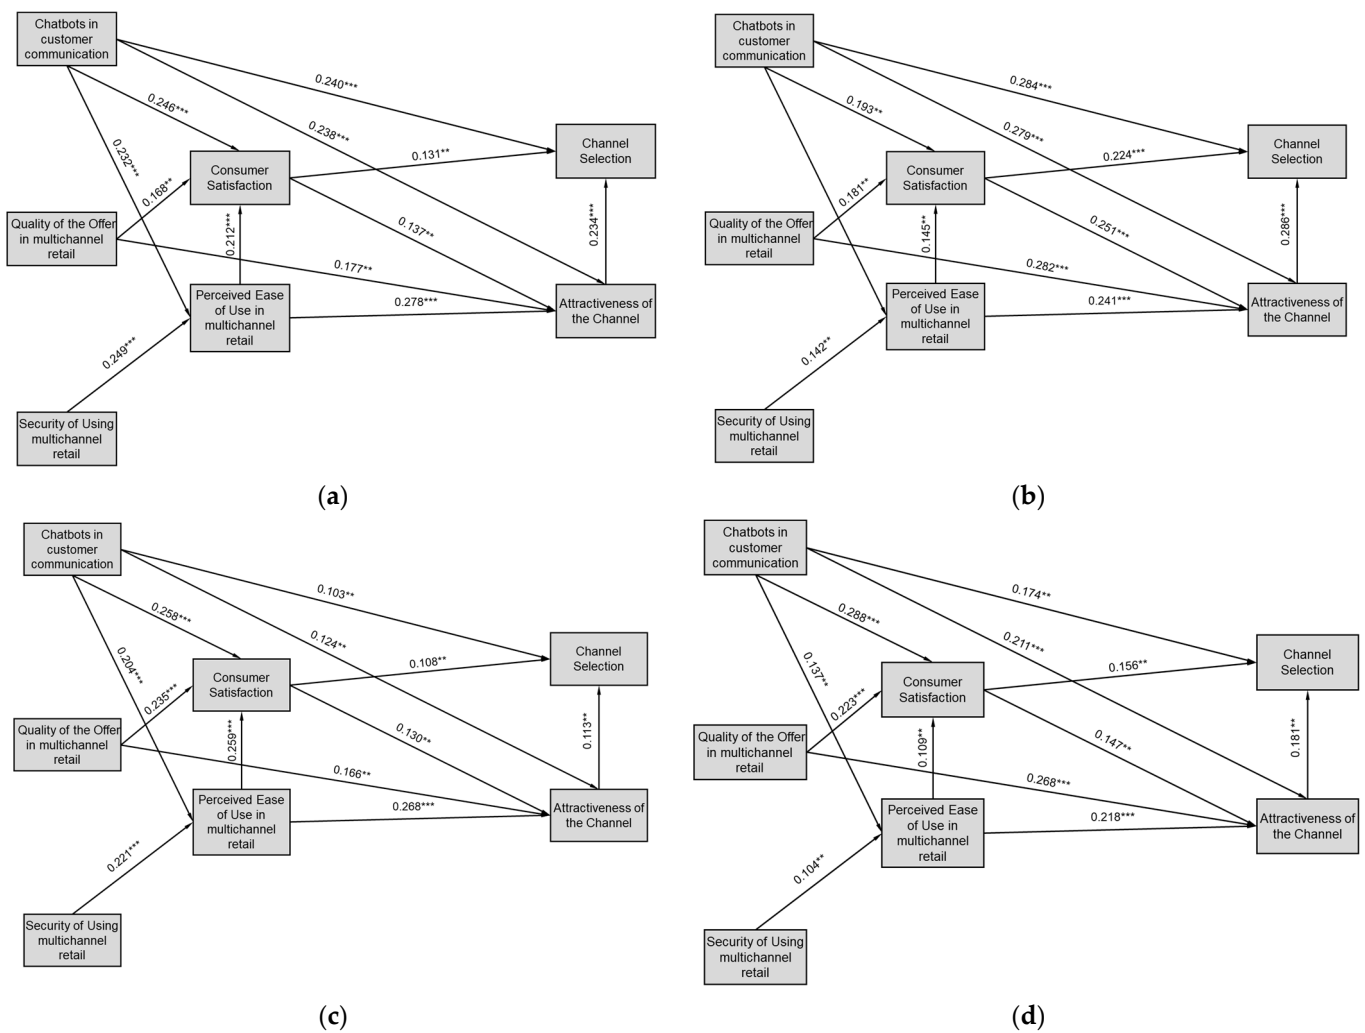 Chatbots in
customer
communication
0.240***
0.246***
0.238***
0.232***
Channel
Selection
0.131**
Consumer
Satisfaction
0.168**
Quality of the Offer
in multichannel
retail
0.212***
0.137**
0.234***
0.177**
Perceived Ease
of Use in
multichannel
retail
0.278***
Attractiveness of
the Channel
0.249***
Security of Using
multichannel
retail
(a)
Chatbots in
customer
communication
0.284***
0.193**
0.279***
Channel
Selection
0.224***
Consumer
Satisfaction
0.181**
Quality of the Offer
in multichannel
retail
0.145**
0.251***
0.286***
0.282***
Perceived Ease
of Use in
multichannel
retail
0.241***
Attractiveness of
the Channel
0.142**
Security of Using
multichannel
retail
(b)
Chatbots in
customer
communication
0.103**
0.258***
0.124**
0.204***
Channel
Selection
0.108**
Consumer
Satisfaction
0.235***
Quality of the Offer
in multichannel
retail
0.259***
0.130**
0.113**
0.166**
Perceived Ease
of Use in
multichannel
retail
0.268***
Attractiveness of
the Channel
0.221***
Security of Using
multichannel
retail
(c)
Chatbots in
customer
communication
0.174**
0.288***
0.211***
0.137**
Channel
Selection
0.156**
Consumer
Satisfaction
0.223***
Quality of the Offer
in multichannel
retail
0.109**
0.147**
0.181**
0.268***
Perceived Ease
of Use in
multichannel
retail
0.218***
Attractiveness of
the Channel
0.104**
Security of Using
multichannel
retail
(d)